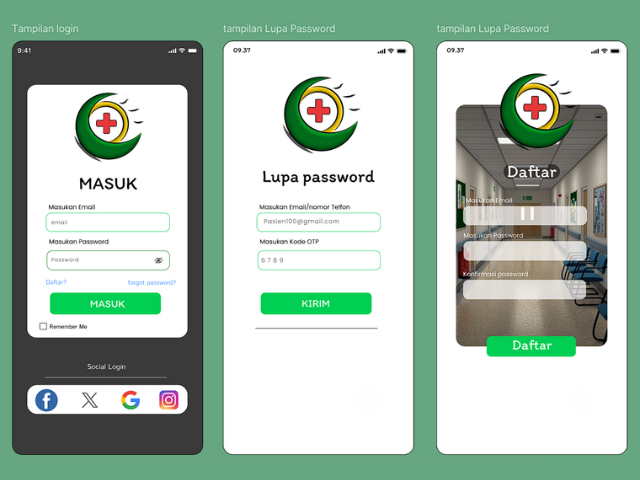 Tampilan login
9:41
MASUK
Masukan Email
email
Masukan Password
Password
Daftar?
forgot password?
MASUK
Remember Me
Social Login
tampilan Lupa Password
09.37
Lupa password
Masukan Email/nomor Telfon
Pasien100@gmail.com
Masukan Kode OTP
6 7 8 9
KIRIM
tampilan Lupa Password
09.37
Daftar
Masukan Email
Masukan Password
Konfirmasi password
Daftar